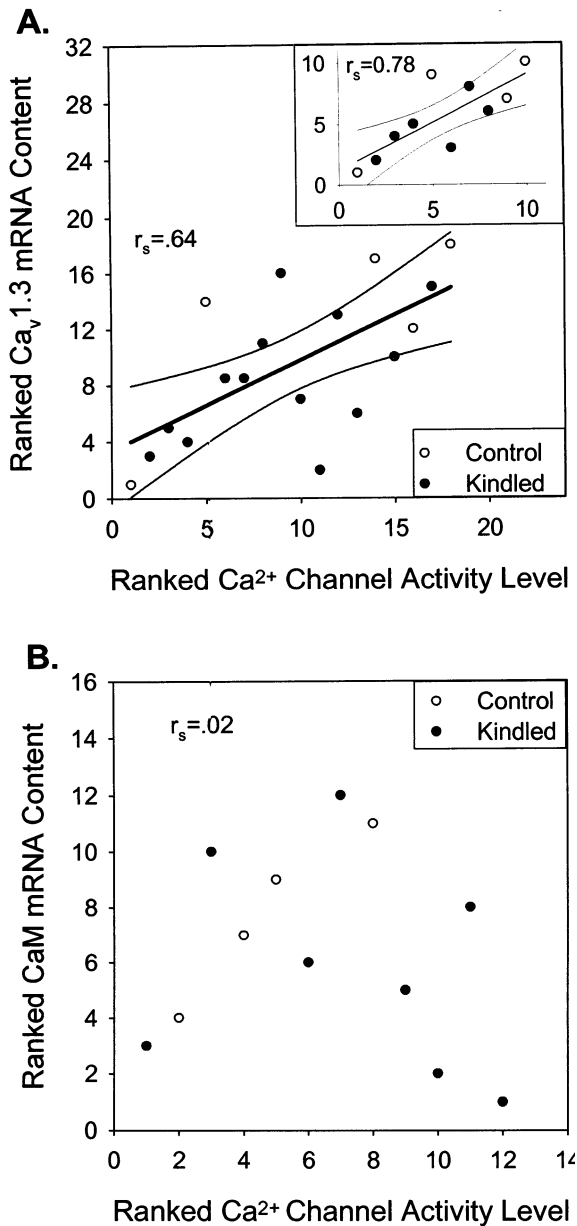 A.
32
28
24
20
16
12
8
4
0
Ranked Cav1.3 mRNA Content
rs=.64
rs=0.78
10
5
0
0 5 10
Control
Kindled
5 10 15 20
Ranked Ca2+ Channel Activity Level
B.
16
14
12
10
8
6
4
2
0
Ranked CaM mRNA Content
rs=.02
Control
Kindled
0 2 4 6 8 10 12 14
Ranked Ca2+ Channel Activity Level